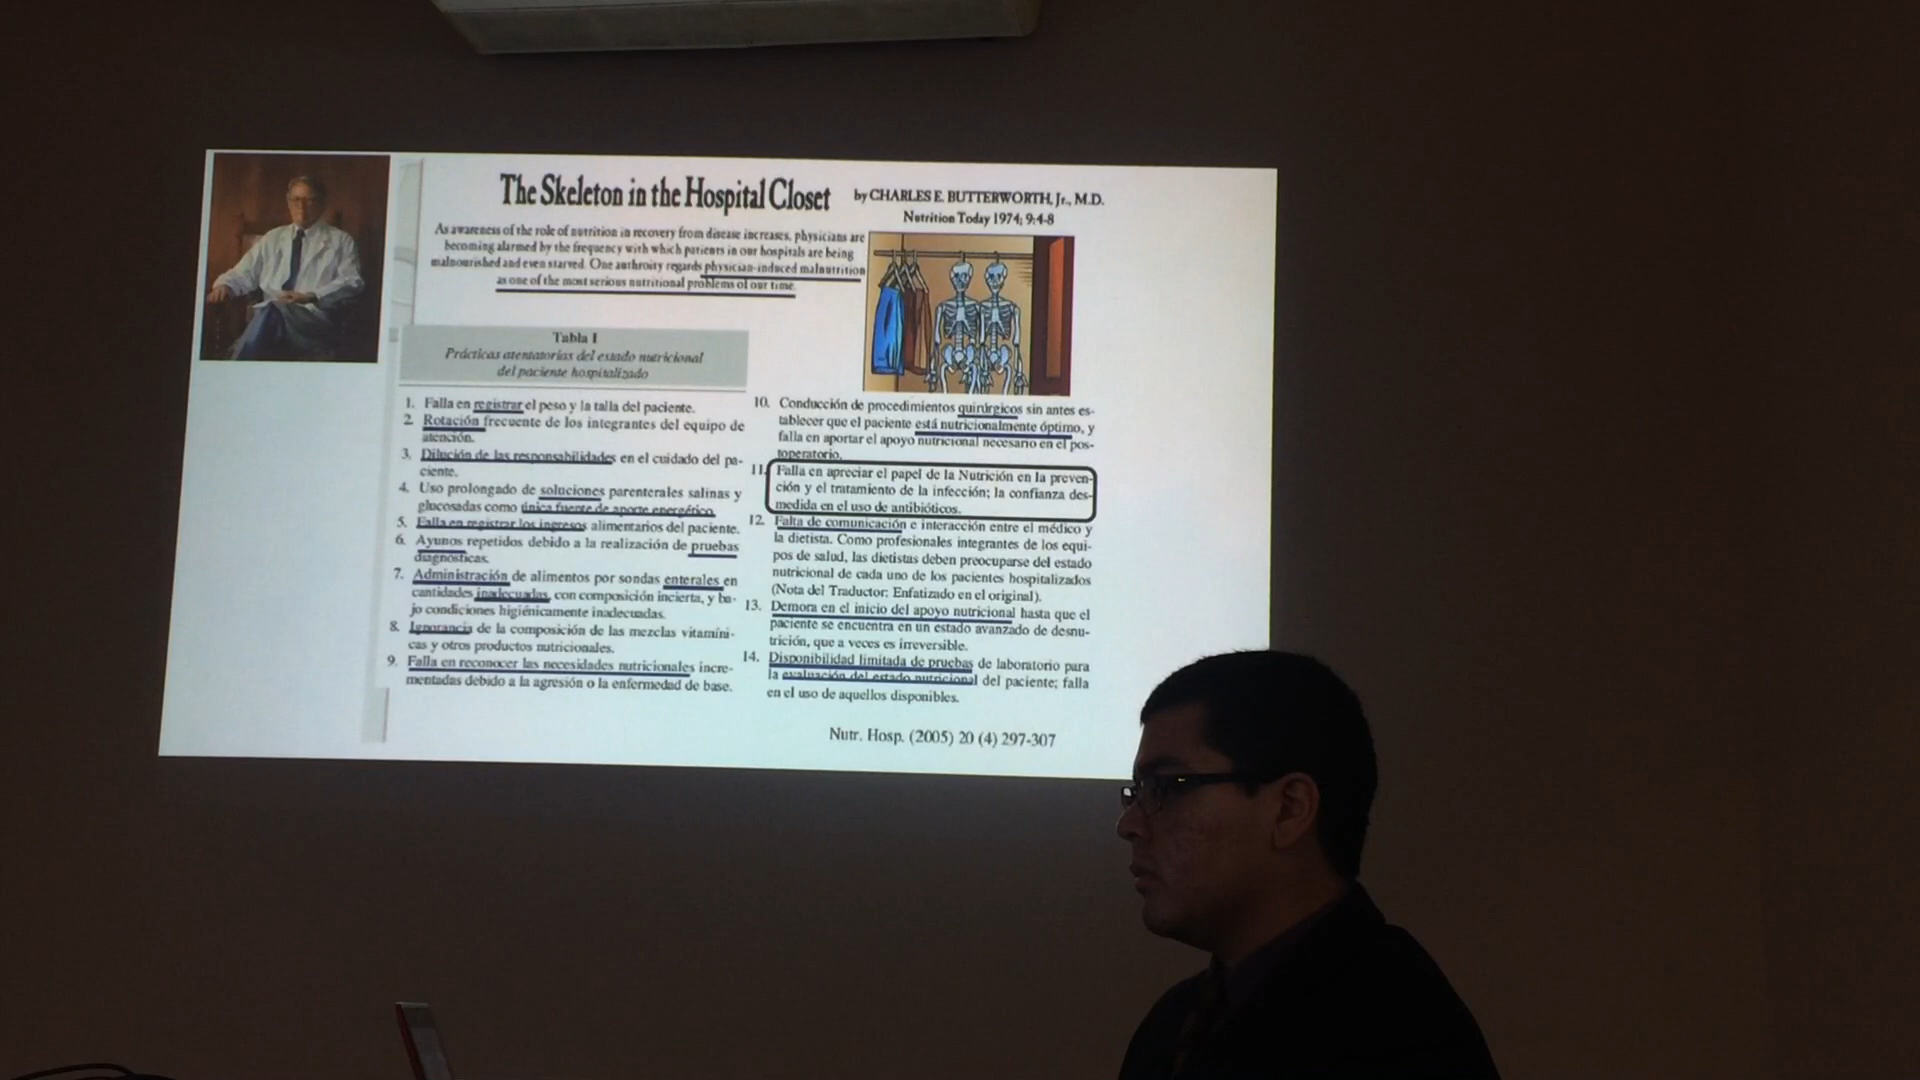 The Skeleton in the Hospital Closet
by CHARLES E. BUTTERWORTH, Jr., M.D.
Nutrition Today 1974; 9:4-8
As awareness of the role of nutrition in recovery from disease increases, physicians are
becoming alarmed by the frequency with which patients in our hospitals are being
malnourished and even starved. One authroity regards physician-induced malnutrition
as one of the most serious nutritional problems of our time.
Tabla I
Prácticas atentatorias del estado nutricional
del paciente hospitalizado
1. Falla en registrar el peso y la talla del paciente.
2. Rotación frecuente de los integrantes del equipo de
atención.
3. Dilución de las responsabilidades en el cuidado del pa-
ciente.
4. Uso prolongado de soluciones parenterales salinas y
glucosadas como única fuente de aporte energético.
5. Falla en registrar los ingresos alimentarios del paciente.
6. Ayunos repetidos debido a la realización de pruebas
diagnósticas.
7. Administración de alimentos por sondas enterales en
cantidades inadecuadas, con composición incierta, y ba-
jo condiciones higiénicamente inadecuadas.
8. Ignorancia de la composición de las mezclas vitamíni-
cas y otros productos nutricionales.
9. Falla en reconocer las necesidades nutricionales incre-
mentadas debido a la agresión o la enfermedad de base.
10. Conducción de procedimientos quirúrgicos sin antes es-
tablecer que el paciente está nutricionalmente óptimo, y
falla en aportar el apoyo nutricional necesario en el pos-
toperatorio.
11. Falla en apreciar el papel de la Nutrición en la preven-
ción y el tratamiento de la infección; la confianza des-
medida en el uso de antibióticos.
12. Falta de comunicación e interacción entre el médico y
la dietista. Como profesionales integrantes de los equi-
pos de salud, las dietistas deben preocuparse del estado
nutricional de cada uno de los pacientes hospitalizados
(Nota del Traductor: Enfatizado en el original).
13. Demora en el inicio del apoyo nutricional hasta que el
paciente se encuentra en un estado avanzado de desnu-
trición, que a veces es irreversible.
14. Disponibilidad limitada de pruebas de laboratorio para
la evaluación del estado nutricional del paciente; falla
en el uso de aquellos disponibles.
Nutr. Hosp. (2005) 20 (4) 297-307